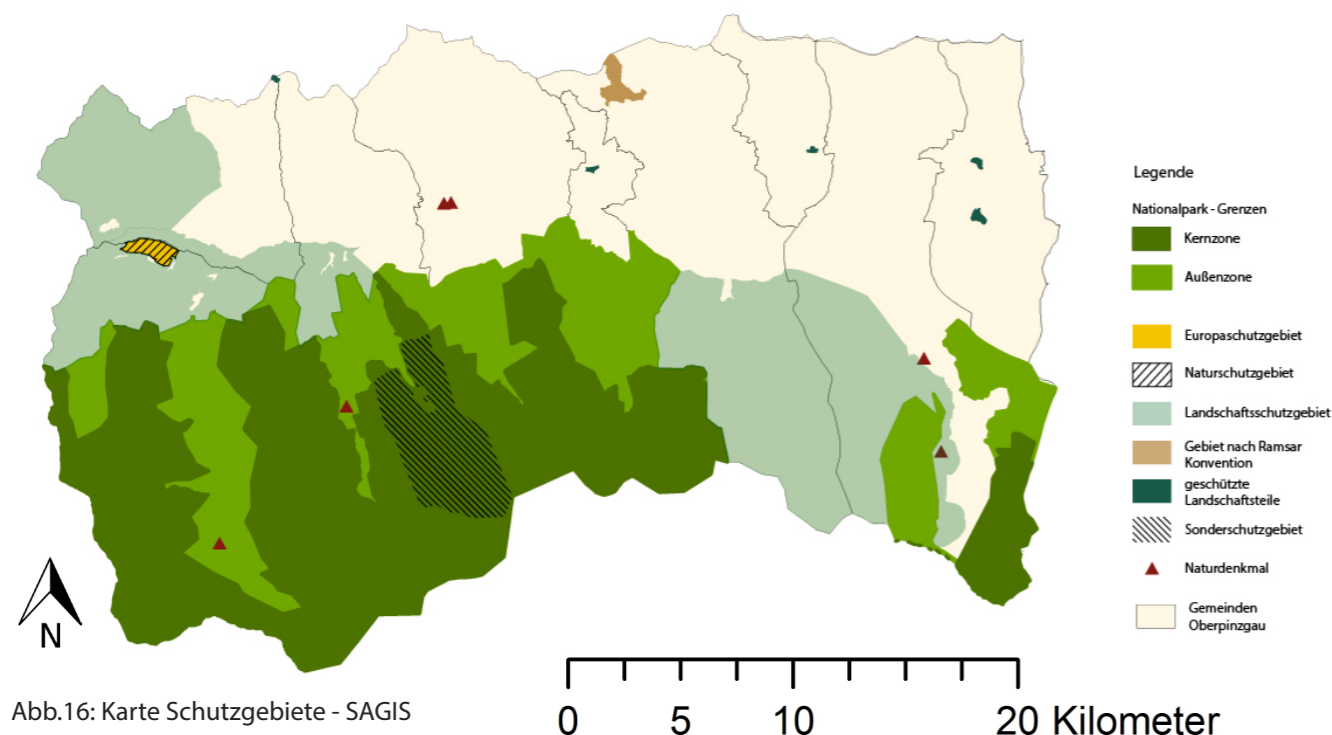 Legende
Nationalpark - Grenzen
Kernzone
Außenzone
Europaschutzgebiet
Naturschutzgebiet
Landschaftsschutzgebiet
Gebiet nach Ramsar
Konvention
geschützte
Landschaftsteile
Sonderschutzgebiet
Naturdenkmal
Gemeinden
Oberpinzgau
N
Abb.16: Karte Schutzgebiete - SAGIS
0 5 10 20 Kilometer